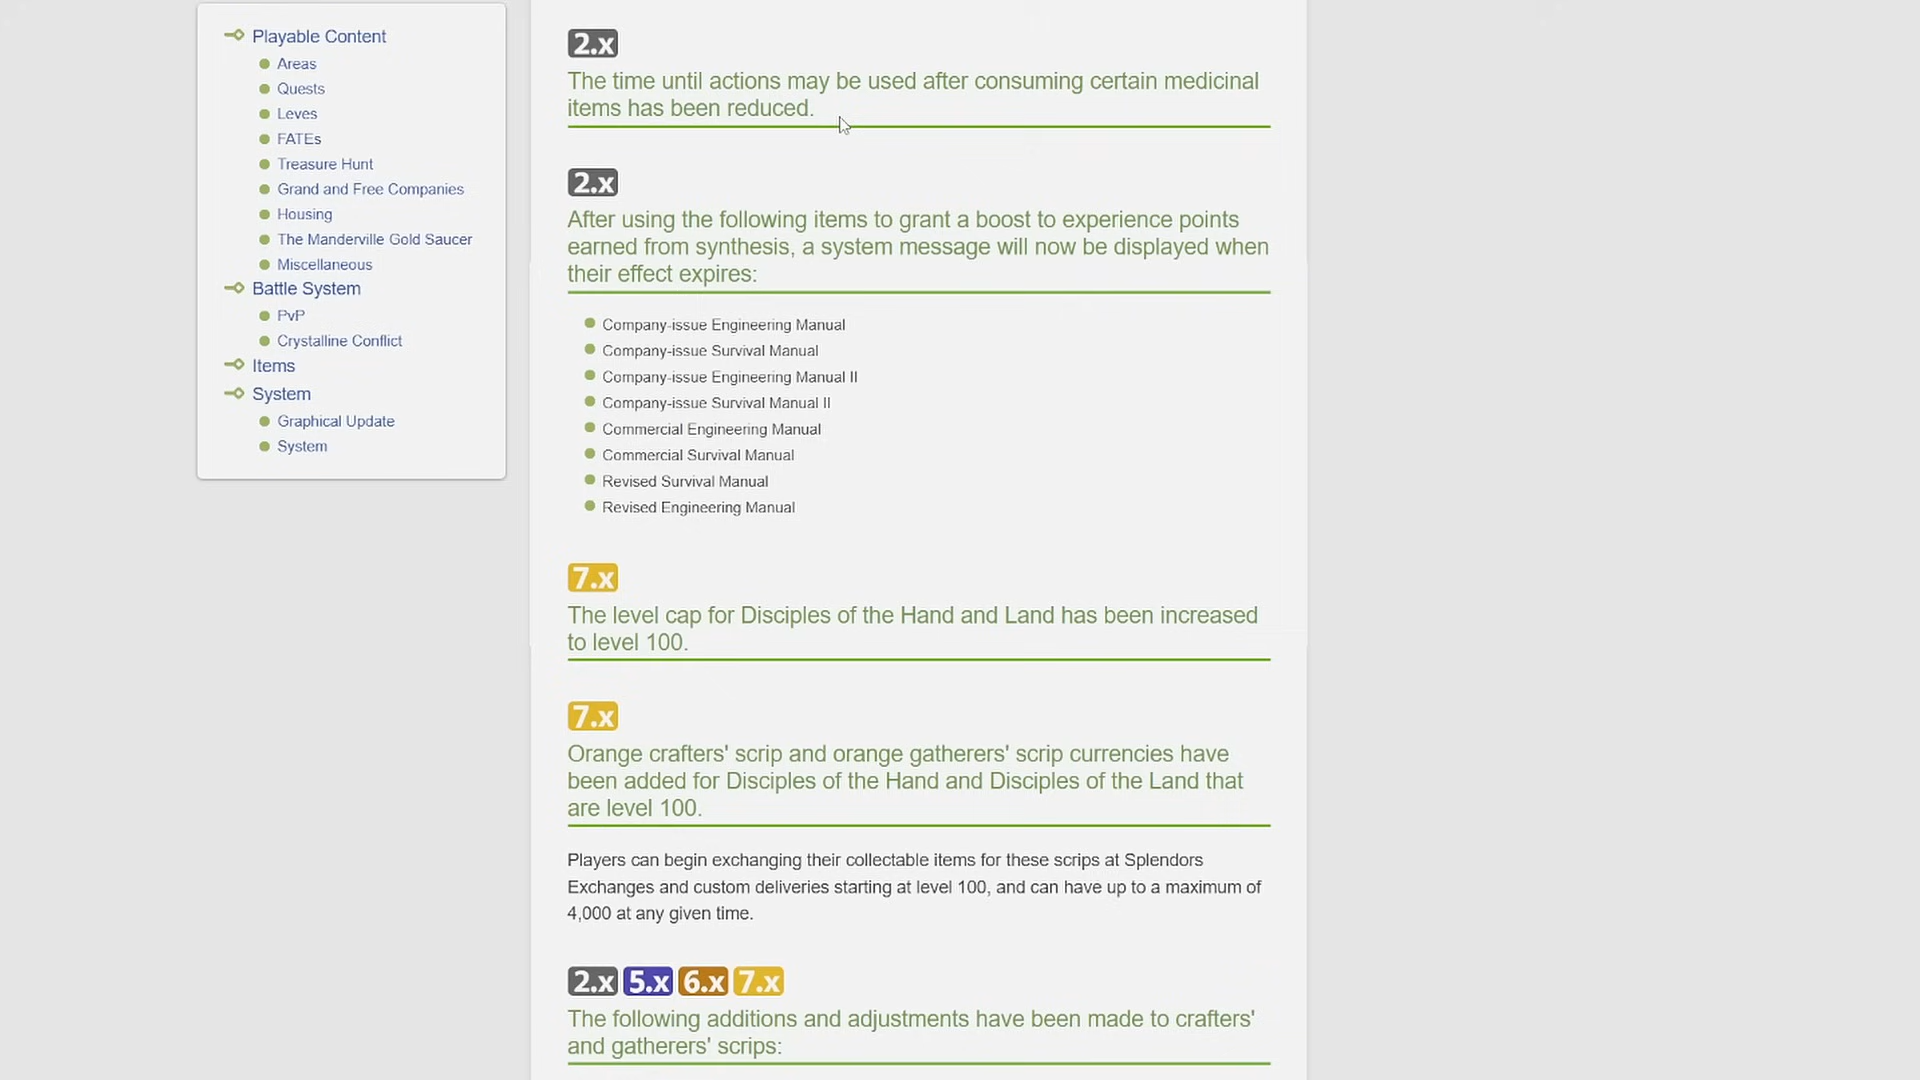 Playable Content
Areas
Quests
Leves
FATEs
Treasure Hunt
Grand and Free Companies
Housing
The Manderville Gold Saucer
Miscellaneous
Battle System
PvP
Crystalline Conflict
Items
System
Graphical Update
System
2.x
The time until actions may be used after consuming certain medicinal
items has been reduced.
2.x
After using the following items to grant a boost to experience points
earned from synthesis, a system message will now be displayed when
their effect expires:
Company-issue Engineering Manual
Company-issue Survival Manual
Company-issue Engineering Manual II
Company-issue Survival Manual II
Commercial Engineering Manual
Commercial Survival Manual
Revised Survival Manual
Revised Engineering Manual
7.x
The level cap for Disciples of the Hand and Land has been increased
to level 100.
7.x
Orange crafters' scrip and orange gatherers' scrip currencies have
been added for Disciples of the Hand and Disciples of the Land that
are level 100.
Players can begin exchanging their collectable items for these scrips at Splendors
Exchanges and custom deliveries starting at level 100, and can have up to a maximum of
4,000 at any given time.
2.x 5.x 6.x 7.x
The following additions and adjustments have been made to crafters'
and gatherers' scrips: